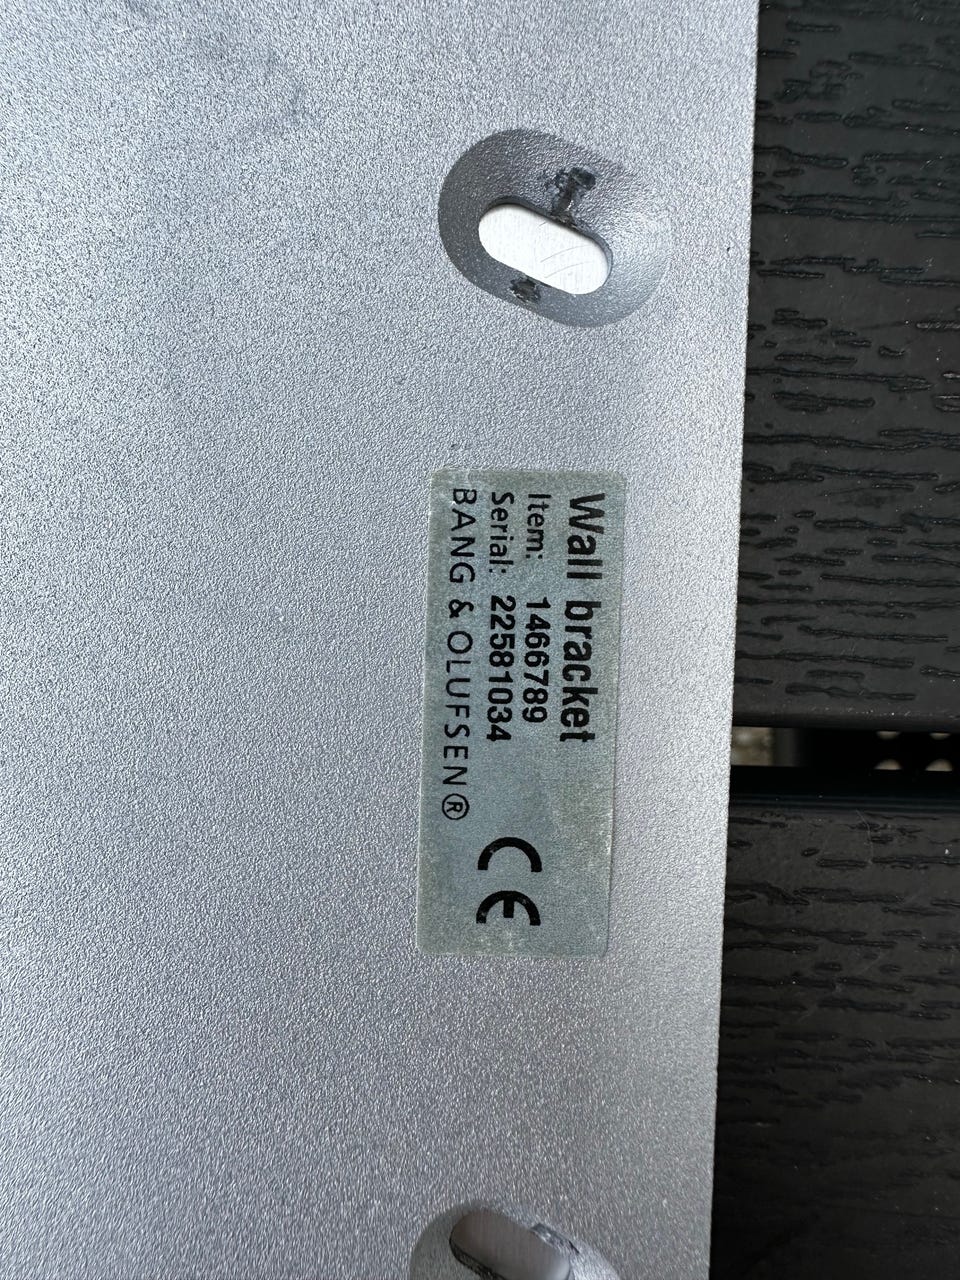 Wall bracket
Item: 1466789
Serial: 22581034
BANG & OLUFSEN®
CE